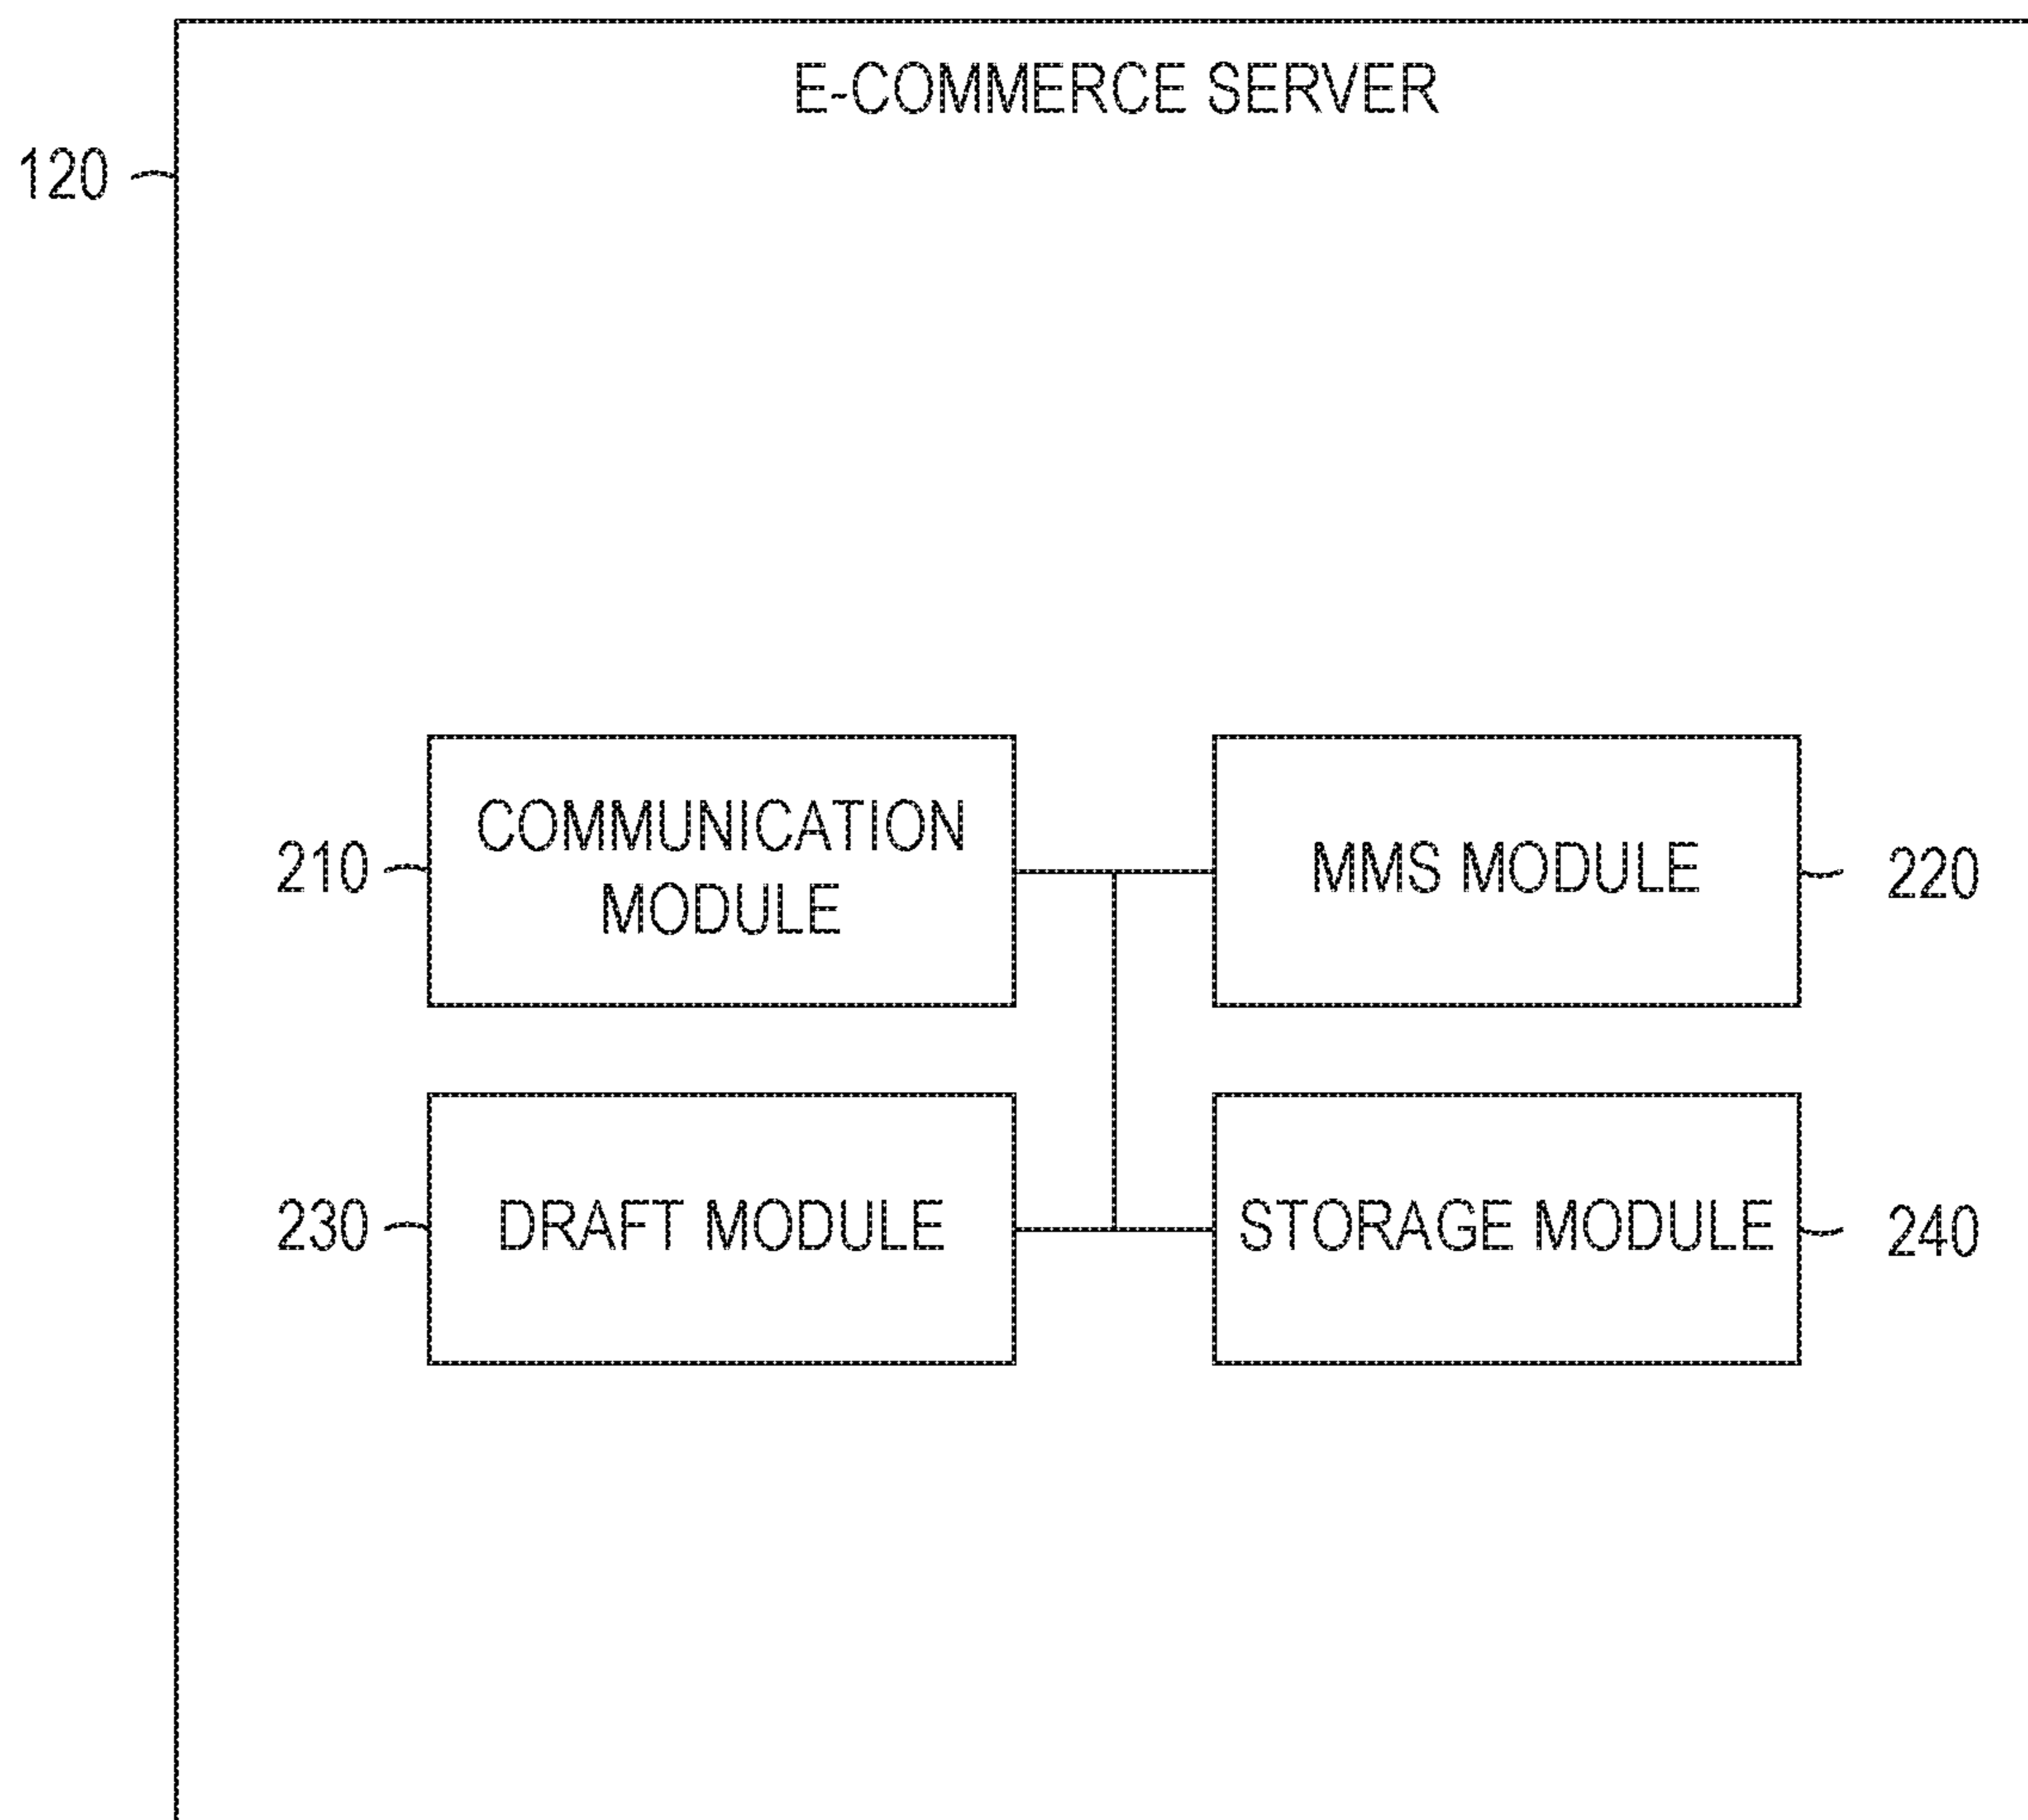 E-COMMERCE SERVER
120
COMMUNICATION
MODULE
210
MMS MODULE
220
230
DRAFT MODULE
STORAGE MODULE
240